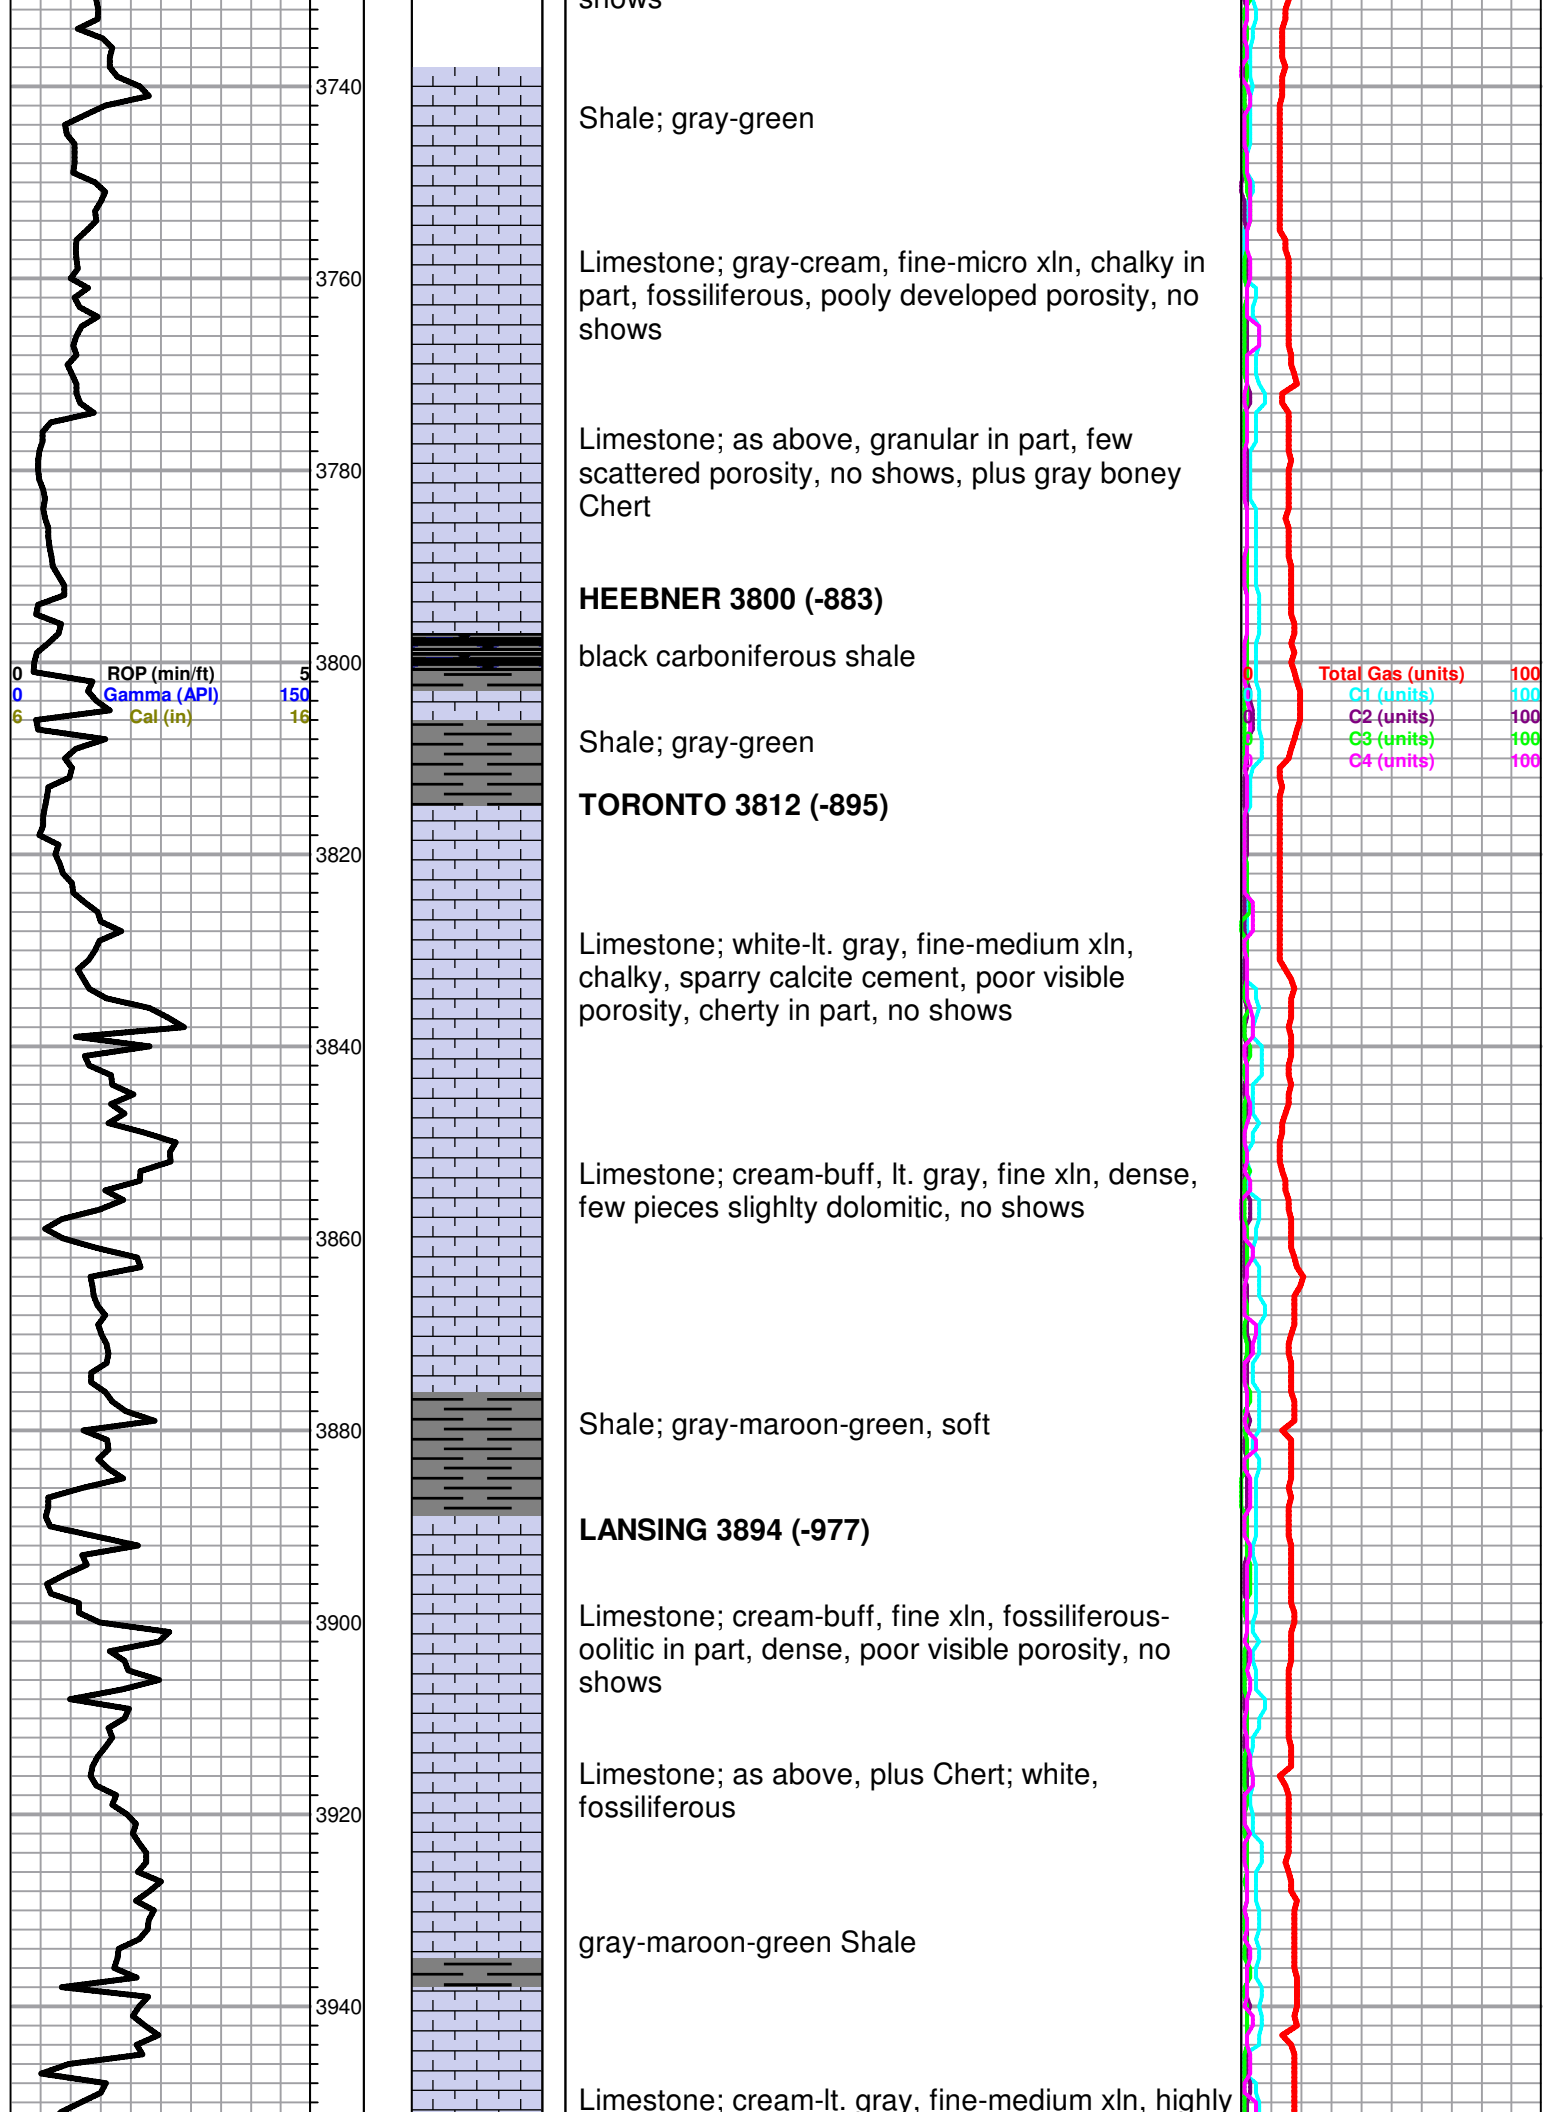 shows
3740
Shale; gray-green
Limestone; gray-cream, fine-micro xln, chalky in
part, fossiliferous, pooly developed porosity, no
shows
3760
Limestone; as above, granular in part, few
scattered porosity, no shows, plus gray boney
Chert
3780
HEEBNER 3800 (-883)
black carboniferous shale
3800
0 ROP (min/ft) 5
0 Gamma (API) 150
6 Cal (in) 16
0 Total Gas (units) 100
0 C1 (units) 100
0 C2 (units) 100
0 C3 (units) 100
0 C4 (units) 100
Shale; gray-green
TORONTO 3812 (-895)
3820
Limestone; white-lt. gray, fine-medium xln,
chalky, sparry calcite cement, poor visible
porosity, cherty in part, no shows
3840
Limestone; cream-buff, lt. gray, fine xln, dense,
few pieces slighlty dolomitic, no shows
3860
Shale; gray-maroon-green, soft
3880
LANSING 3894 (-977)
3900
Limestone; cream-buff, fine xln, fossiliferous-
oolitic in part, dense, poor visible porosity, no
shows
Limestone; as above, plus Chert; white,
fossiliferous
3920
gray-maroon-green Shale
3940
Limestone; cream-lt. gray, fine-medium xln, highly